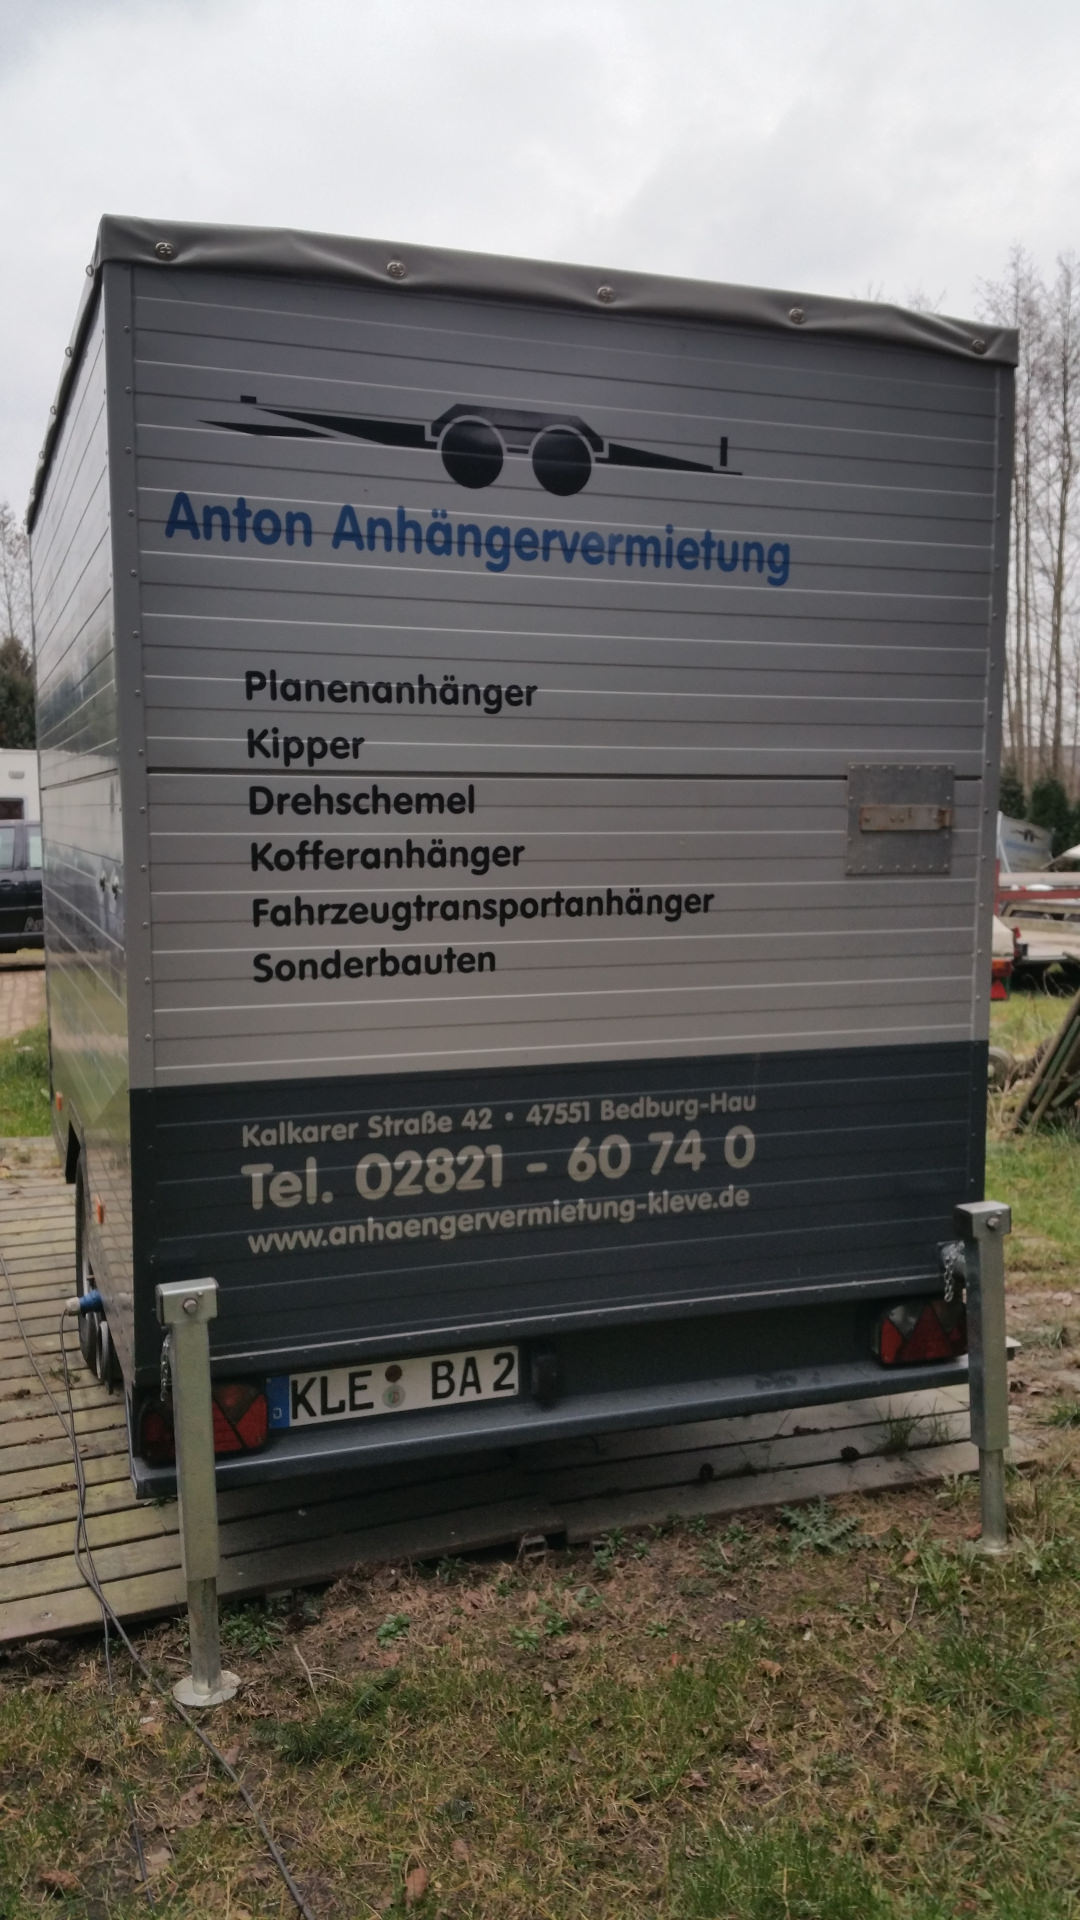 Anton Anhängervermietung
Planenanhänger
Kipper
Drehschemel
Kofferanhänger
Fahrzeugtransportanhänger
Sonderbauten
Kalkarer Straße 42 • 47551 Bedburg-Hau
Tel. 02821 - 60 74 0
www.anhaengervermietung-kleve.de
D KLE BA 2